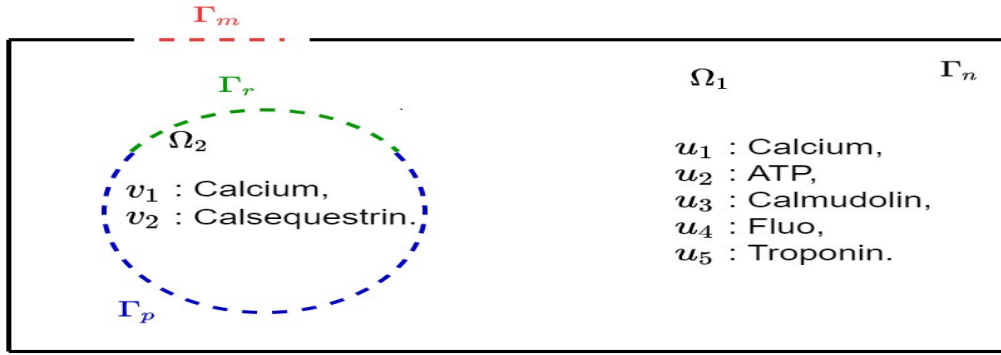 Γm
Γr
Ω1
Γn
Ω2
u1 : Calcium,
u2 : ATP,
u3 : Calmudolin,
u4 : Fluo,
u5 : Troponin.
v1 : Calcium,
v2 : Calsequestrin.
Γp